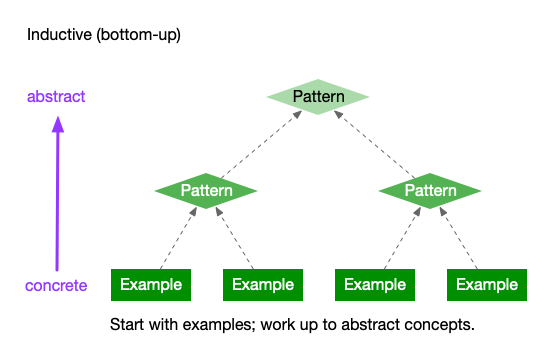 Inductive (bottom-up)
abstract
Pattern
Pattern
Pattern
concrete
Example
Example
Example
Example
Start with examples; work up to abstract concepts.